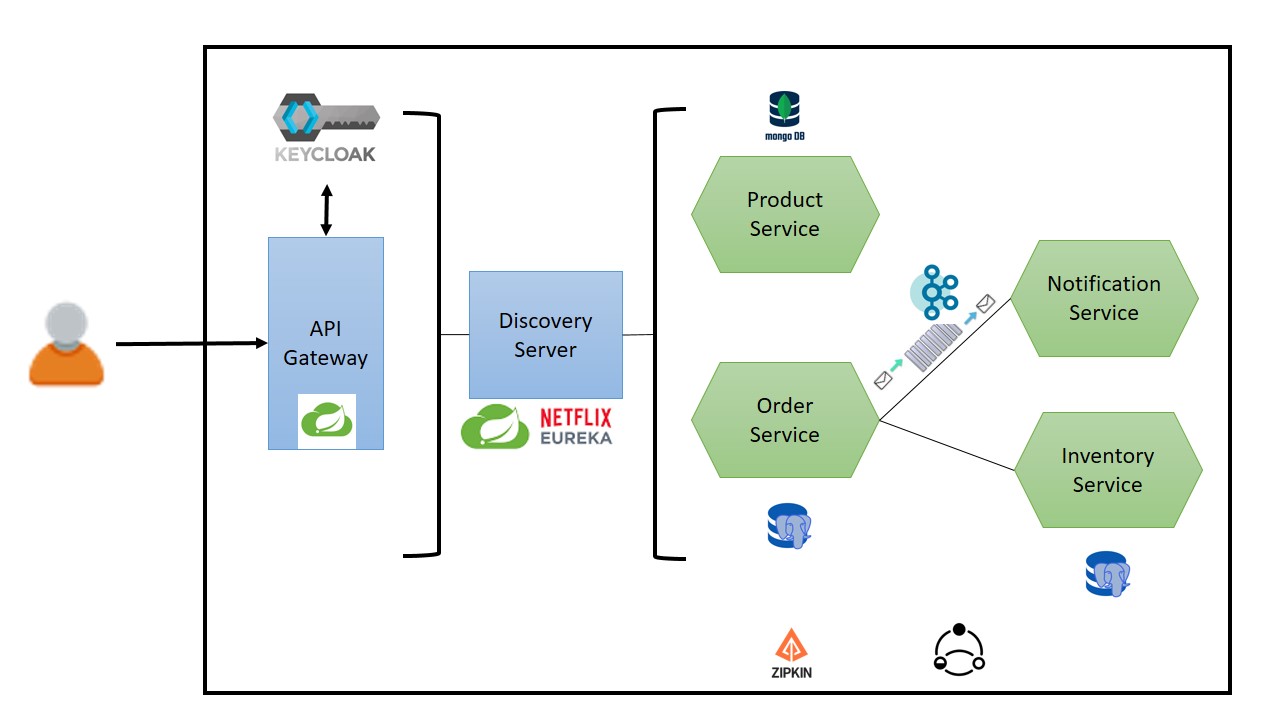 KEYCLOAK
API
Gateway
Discovery
Server
NETFLIX
EUREKA
mongo DB
Product
Service
Order
Service
Notification
Service
Inventory
Service
ZIPKIN